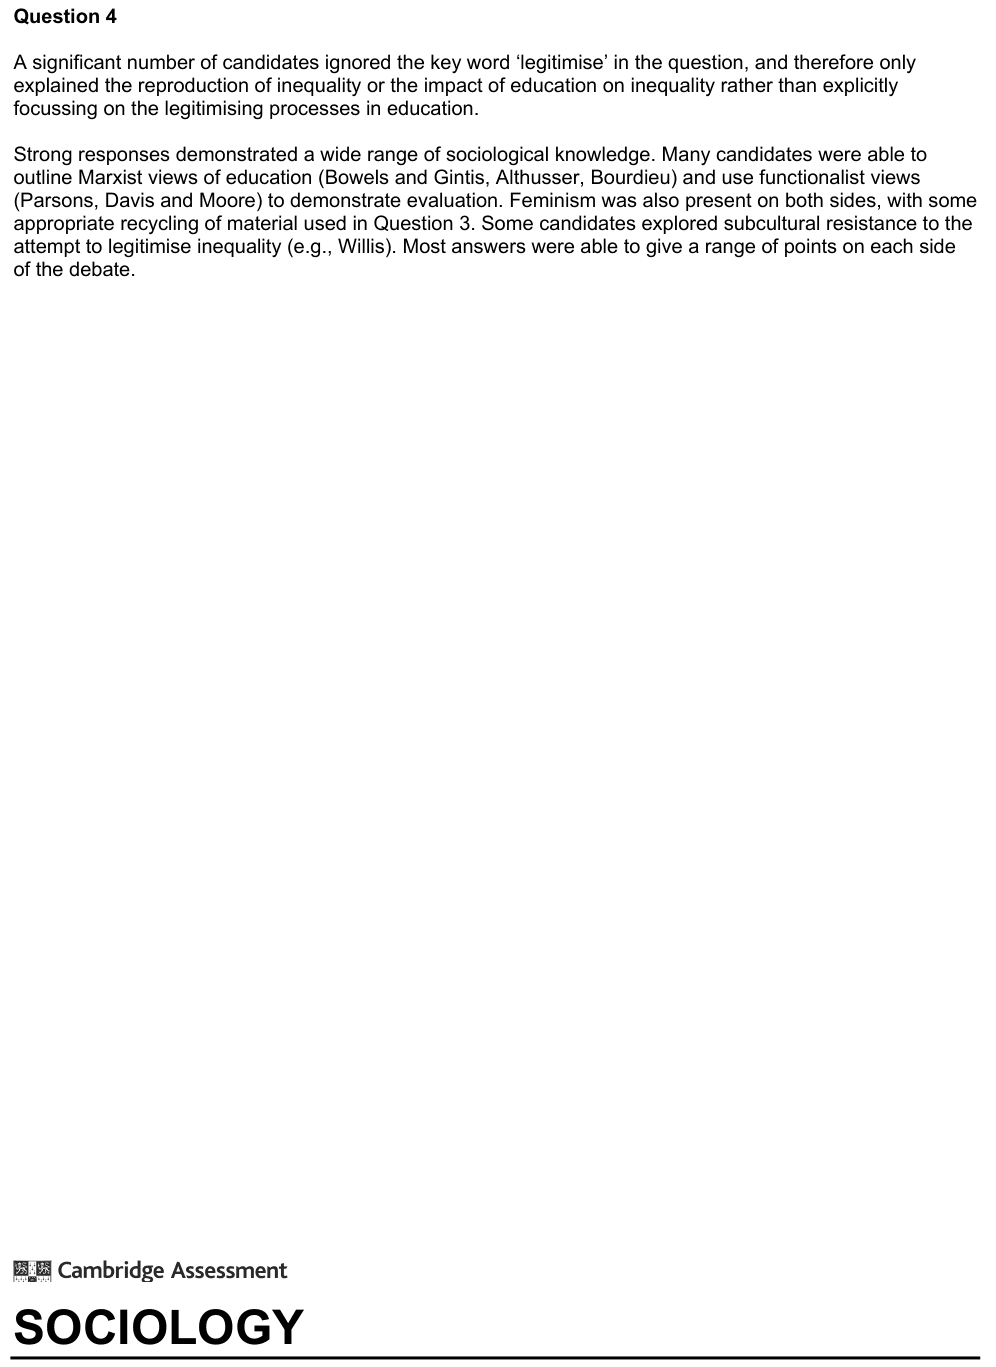 Question 4
A significant number of candidates ignored the key word ‘legitimise’ in the question, and therefore only
explained the reproduction of inequality or the impact of education on inequality rather than explicitly
focussing on the legitimising processes in education.
Strong responses demonstrated a wide range of sociological knowledge. Many candidates were able to
outline Marxist views of education (Bowels and Gintis, Althusser, Bourdieu) and use functionalist views
(Parsons, Davis and Moore) to demonstrate evaluation. Feminism was also present on both sides, with some
appropriate recycling of material used in Question 3. Some candidates explored subcultural resistance to the
attempt to legitimise inequality (e.g., Willis). Most answers were able to give a range of points on each side
of the debate.
Cambridge Assessment
SOCIOLOGY